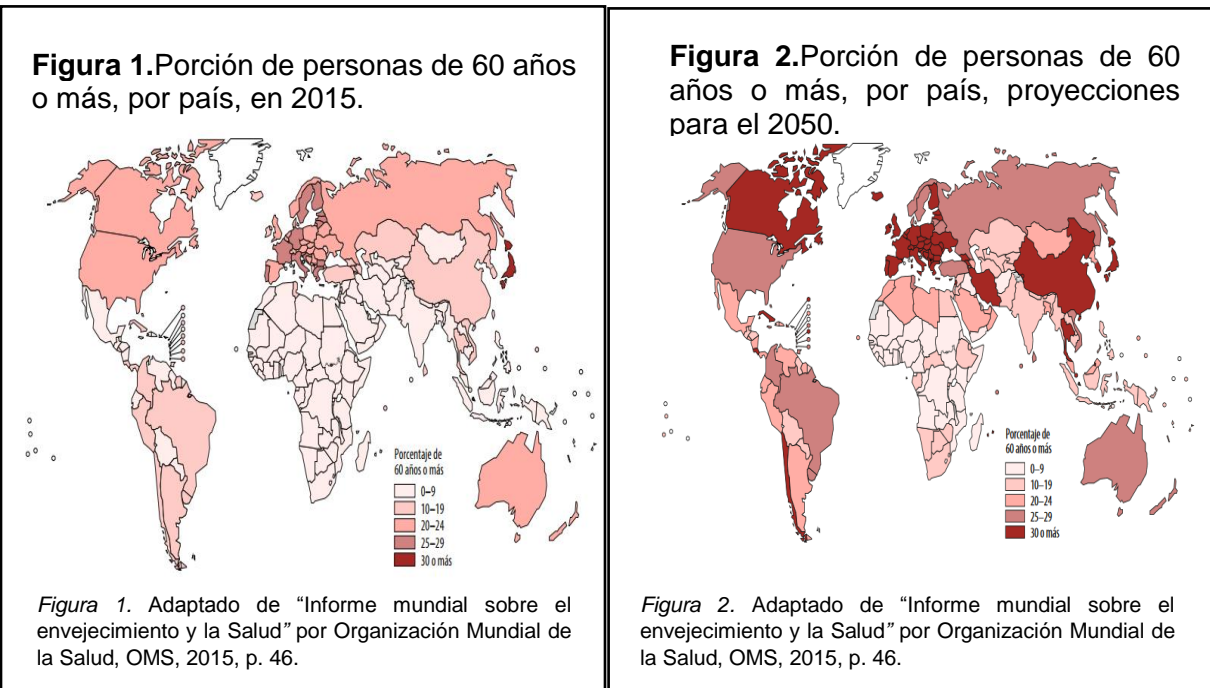 Figura 1.Porción de personas de 60 años
o más, por país, en 2015.
Porcentaje de
60 años o más
0–9
10–19
20–24
25–29
30 o más
Figura 1. Adaptado de “Informe mundial sobre el
envejecimiento y la Salud” por Organización Mundial de
la Salud, OMS, 2015, p. 46.
Figura 2.Porción de personas de 60
años o más, por país, proyecciones
para el 2050.
Porcentaje de
60 años o más
0–9
10–19
20–24
25–29
30 o más
Figura 2. Adaptado de “Informe mundial sobre el
envejecimiento y la Salud” por Organización Mundial de
la Salud, OMS, 2015, p. 46.